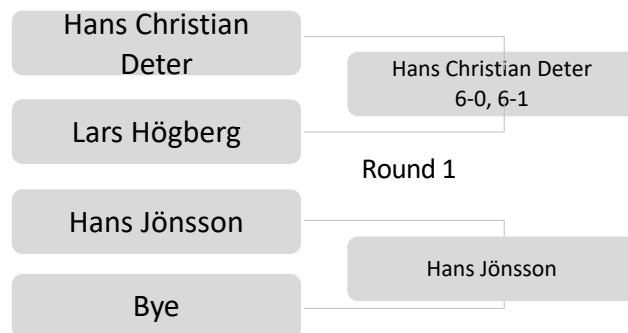 Hans Christian
Deter
Hans Christian Deter
6-0, 6-1
Lars Högberg
Round 1
Hans Jönsson
Hans Jönsson
Bye